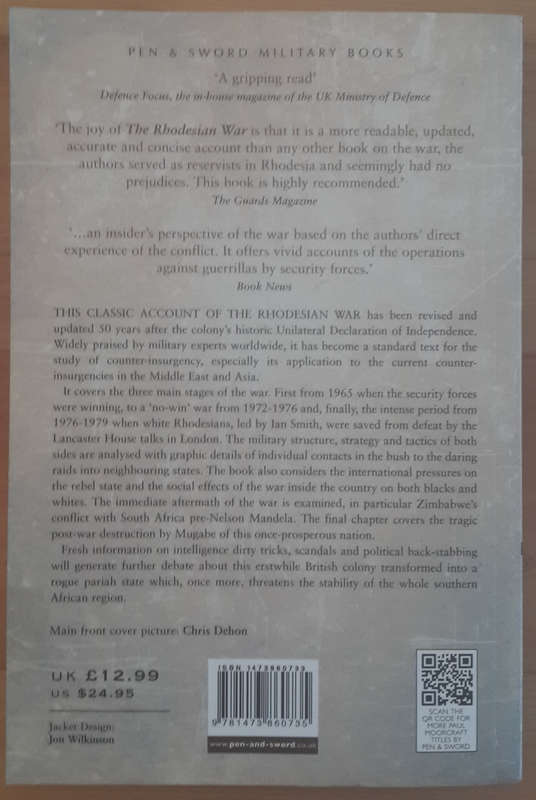 PEN & SWORD MILITARY BOOKS
'A gripping read'
Defence Focus, the in-house magazine of the UK Ministry of Defence
'The joy of The Rhodesian War is that it is a more readable, updated,
accurate and concise account than any other book on the war, the
authors served as reservists in Rhodesia and seemingly had no
prejudices. This book is highly recommended.'
The Guards Magazine
'...an insider's perspective of the war based on the authors' direct
experience of the conflict. It offers vivid accounts of the operations
against guerrillas by security forces.'
Book News
THIS CLASSIC ACCOUNT OF THE RHODESIAN WAR has been revised and
updated 50 years after the colony's historic Unilateral Declaration of Independence.
Widely praised by military experts worldwide, it has become a standard text for the
study of counter-insurgency, especially its application to the current counter-
insurgencies in the Middle East and Asia.
It covers the three main stages of the war. First from 1965 when the security forces
were winning, to a 'no-win' war from 1972-1976 and, finally, the intense period from
1976-1979 when white Rhodesians, led by Ian Smith, were saved from defeat by the
Lancaster House talks in London. The military structure, strategy and tactics of both
sides are analysed with graphic details of individual contacts in the bush to the daring
raids into neighbouring states. The book also considers the international pressures on
the rebel state and the social effects of the war inside the country on both blacks and
whites. The immediate aftermath of the war is examined, in particular Zimbabwe's
conflict with South Africa pre-Nelson Mandela. The final chapter covers the tragic
post-war destruction by Mugabe of this once-prosperous nation.
Fresh information on intelligence dirty tricks, scandals and political back-stabbing
will generate further debate about this erstwhile British colony transformed into a
rogue pariah state which, once more, threatens the stability of the whole southern
African region.
Main front cover picture: Chris Dehon
UK £12.99
US $24.95
Jacket Design:
Jon Wilkinson
ISBN 1473860733
9 781473 860735
www.pen-and-sword.co.uk
SCAN THE
QR CODE FOR
MORE PAUL
MOORCRAFT
TITLES BY
PEN & SWORD